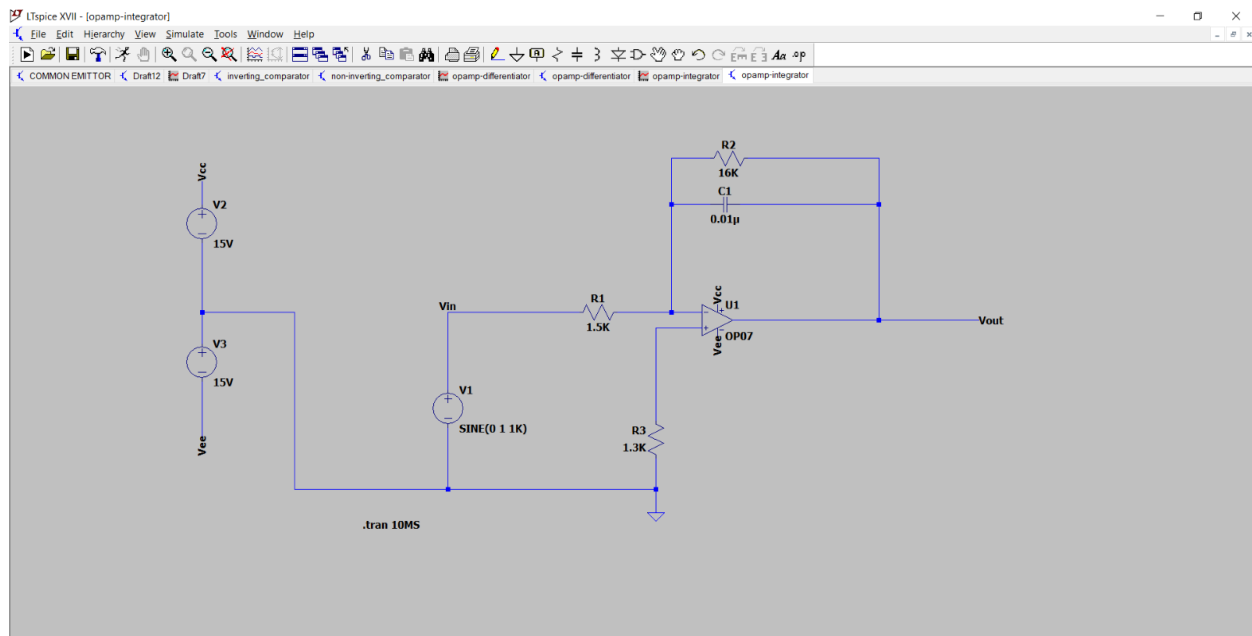 LTspice XVII - [opamp-integrator]
File Edit Hierarchy View Simulate Tools Window Help
COMMON EMITTOR Draft12 Draft7 inverting_comparator non-inverting_comparator opamp-differentiator opamp-differentiator opamp-integrator opamp-integrator
R2
16K
C1
0.01µ
Vcc
V2
15V
V3
15V
Vee
Vin
R1
1.5K
Vcc
U1
Vee
OP07
Vout
V1
SINE(0 1 1K)
R3
1.3K
.tran 10MS